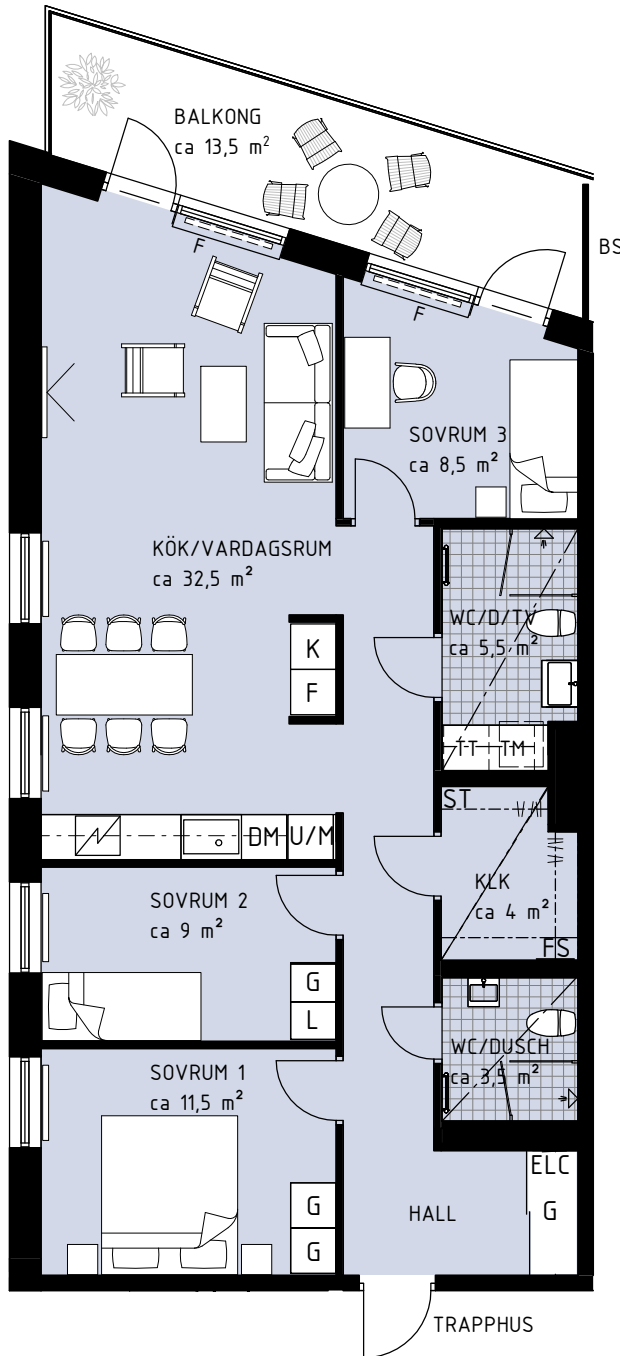 BALKONG
ca 13,5 m²
BS
F
F
SOVRUM 3
ca 8,5 m²
KÖK/VARDAGSRUM
ca 32,5 m²
WC/D/TV
ca 5,5 m²
K
F
TT TM
ST
DM U/M
KLK
ca 4 m²
SOVRUM 2
ca 9 m²
FS
G
L
WC/DUSCH
ca 3,5 m²
SOVRUM 1
ca 11,5 m²
ELC
G
G
G
HALL
TRAPPHUS